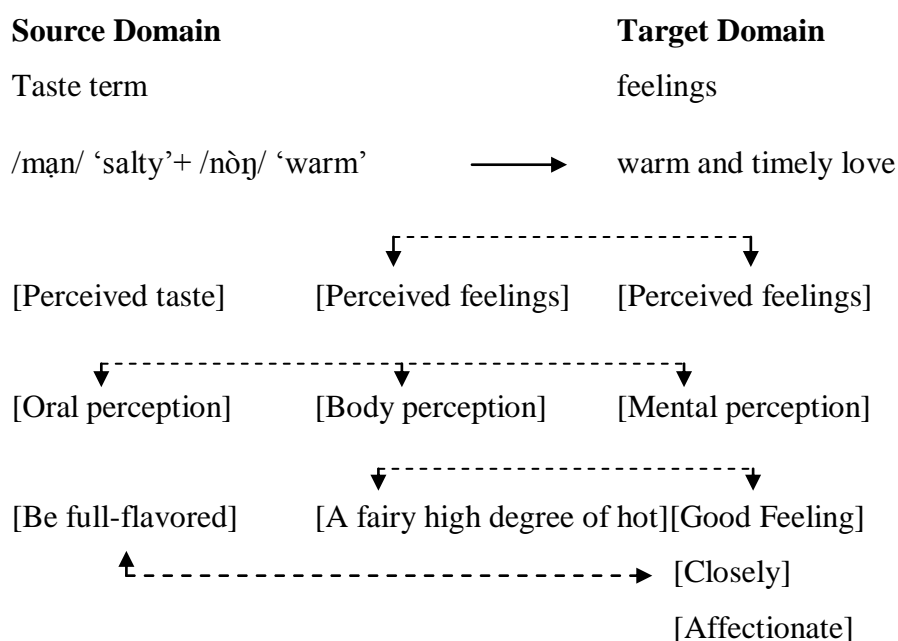 Source Domain Target Domain
Taste term feelings
/mạn/ ‘salty’+ /nòŋ/ ‘warm’ warm and timely love
[Perceived taste] [Perceived feelings] [Perceived feelings]
[Oral perception] [Body perception] [Mental perception]
[Be full-flavored] [A fairy high degree of hot][Good Feeling]
[Closely]
[Affectionate]